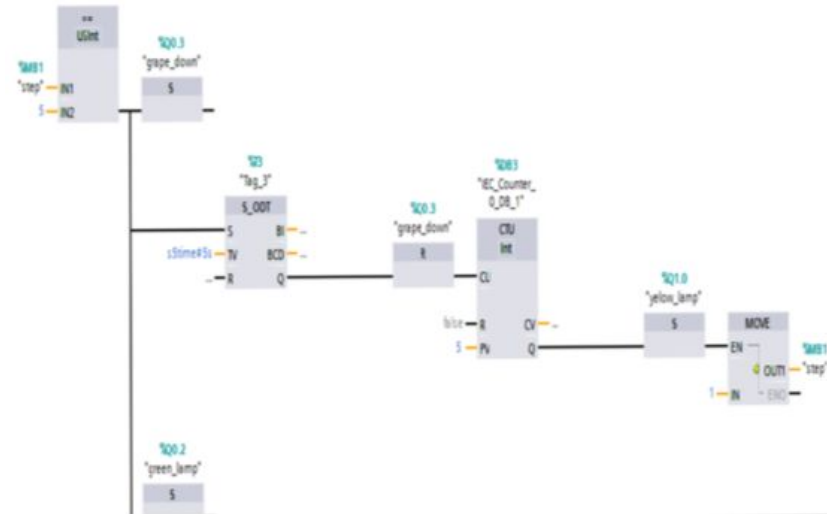 ==
USInt
%MB1
"step"
IN1
5
IN2
%Q0.3
"grape_down"
S
%T3
"Tag_3"
S_ODT
S
BI
...
s5time#5s
TV
BCD
...
...
R
Q
%Q0.3
"grape_down"
R
%DB3
"IEC_Counter_
0_DB_1"
CTU
Int
CU
false
R
CV
...
5
PV
Q
%Q1.0
"yelow_lamp"
S
MOVE
EN
%MB1
OUT1
"step"
1
IN
ENO
%Q0.2
"green_lamp"
S